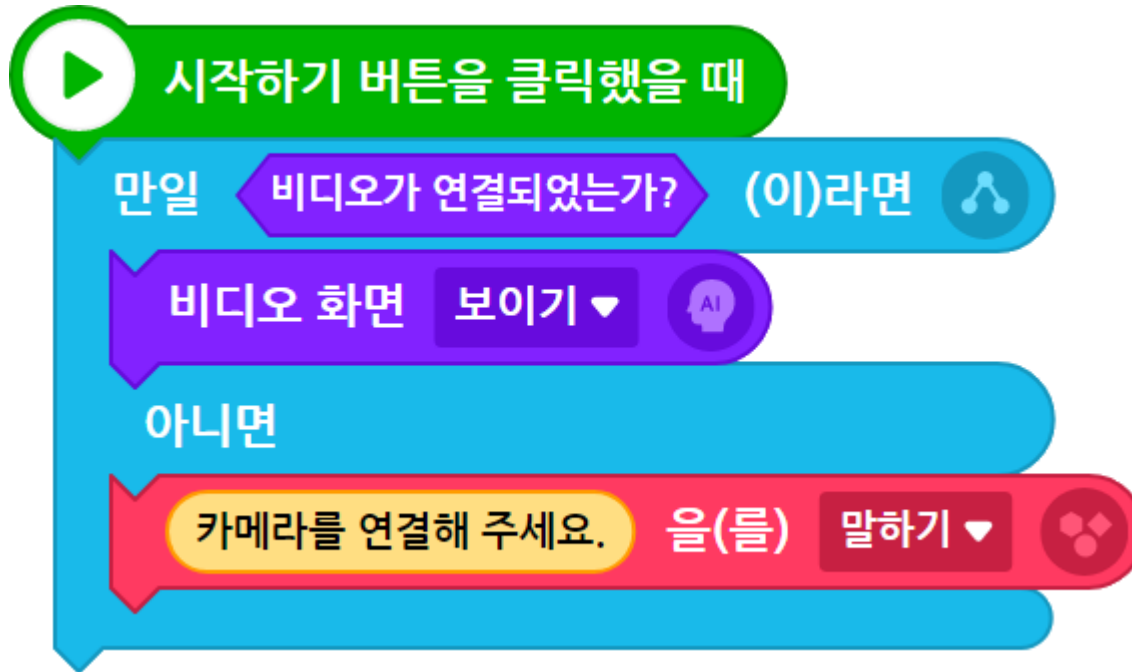 시작하기 버튼을 클릭했을 때
만일 비디오가 연결되었는가? (이)라면
비디오 화면 보이기
AI
아니면
카메라를 연결해 주세요. 을(를) 말하기